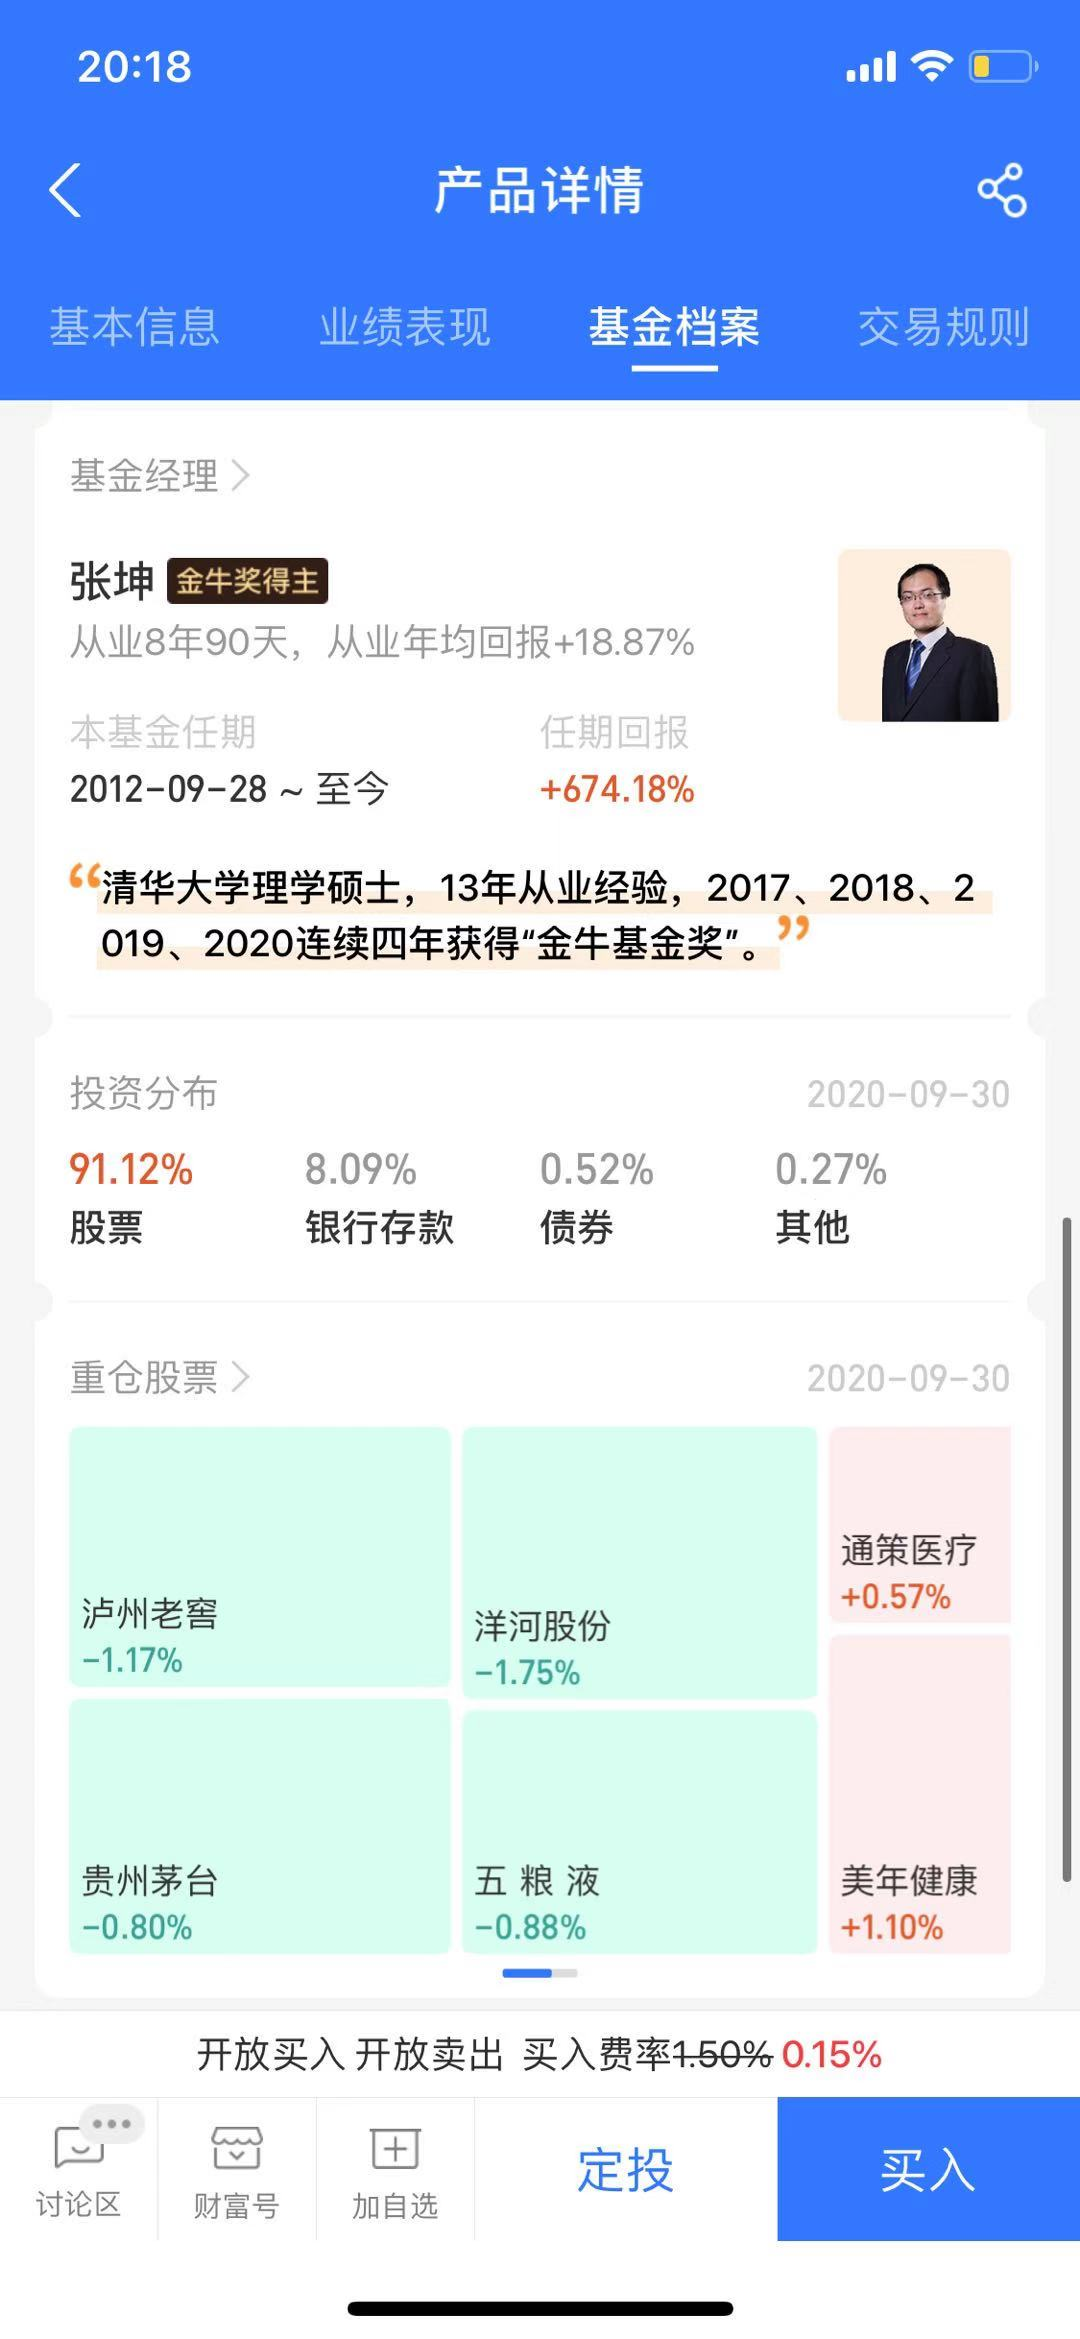 20:18
产品详情
基本信息 业绩表现 基金档案 交易规则
基金经理
张坤 金牛奖得主
从业8年90天，从业年均回报+18.87%
本基金任期 任期回报
2012-09-28 ~ 至今 +674.18%
“清华大学理学硕士，13年从业经验，2017、2018、2
019、2020连续四年获得“金牛基金奖”。”
投资分布 2020-09-30
91.12% 8.09% 0.52% 0.27%
股票 银行存款 债券 其他
重仓股票 2020-09-30
泸州老窖
-1.17%
洋河股份
-1.75%
通策医疗
+0.57%
贵州茅台
-0.80%
五 粮 液
-0.88%
美年健康
+1.10%
开放买入 开放卖出 买入费率1.50% 0.15%
讨论区 财富号 加自选 定投 买入